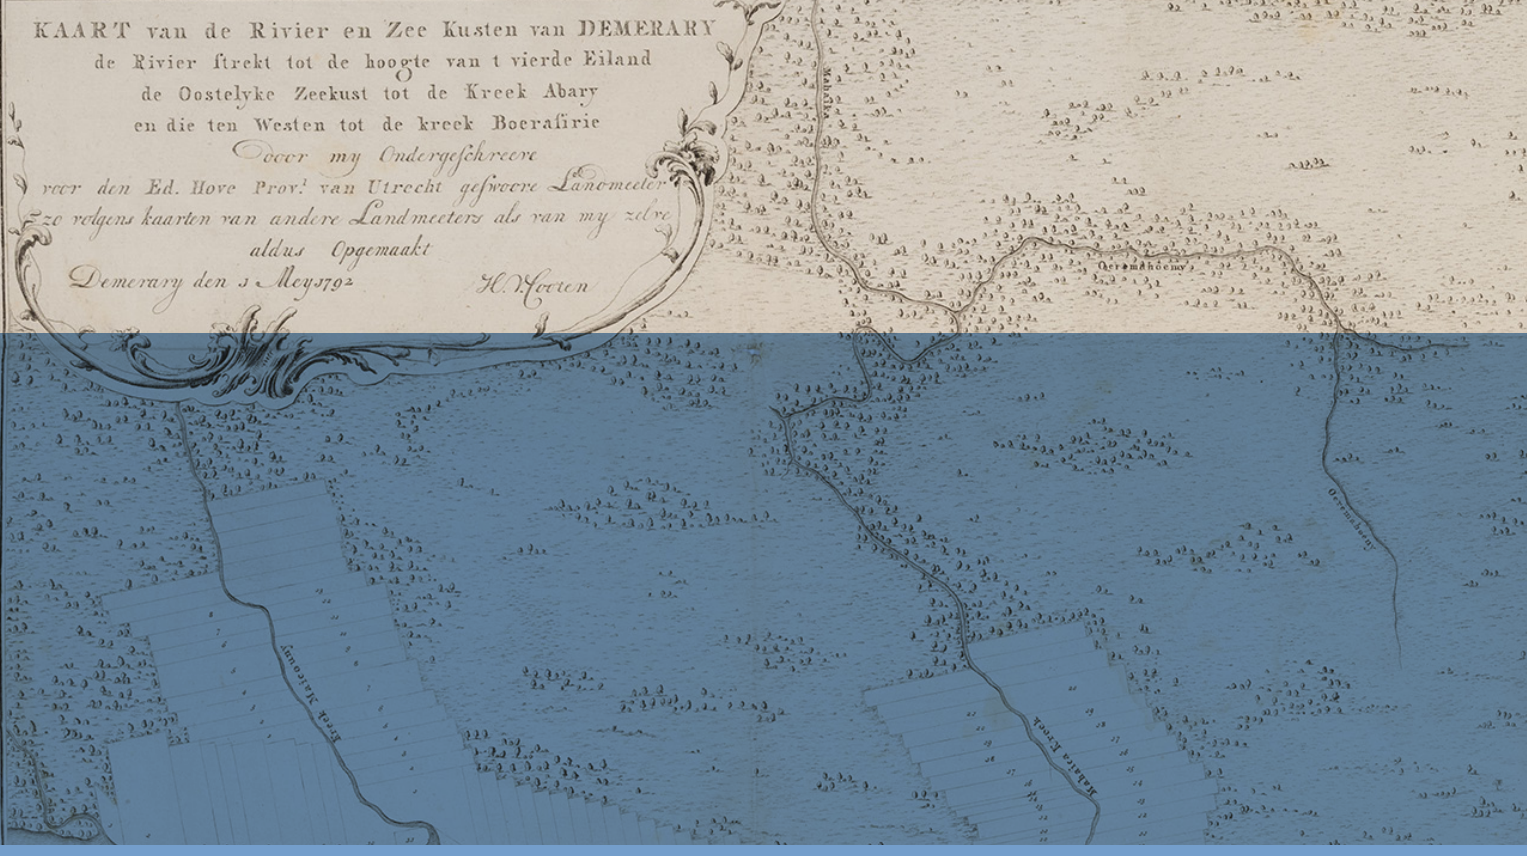 KAART van de Rivier en Zee Kusten van DEMERARY
de Rivier strekt tot de hoogte van t vierde Eiland
de Oostelyke Zeekust tot de Kreek Abary
en die ten Westen tot de kreek Boerasirie
door my Ondergeschreeve
voor den Ed. Hove Prov.l van Utrecht geswoore Landmeeter
zo volgens kaarten van andere Landmeeters als van my zelve
aldus Opgemaakt
Demerary den 1 Mey 1792
H. V. Cooten
Mahaika
Kreek Maicouny
Mahaica Kreek